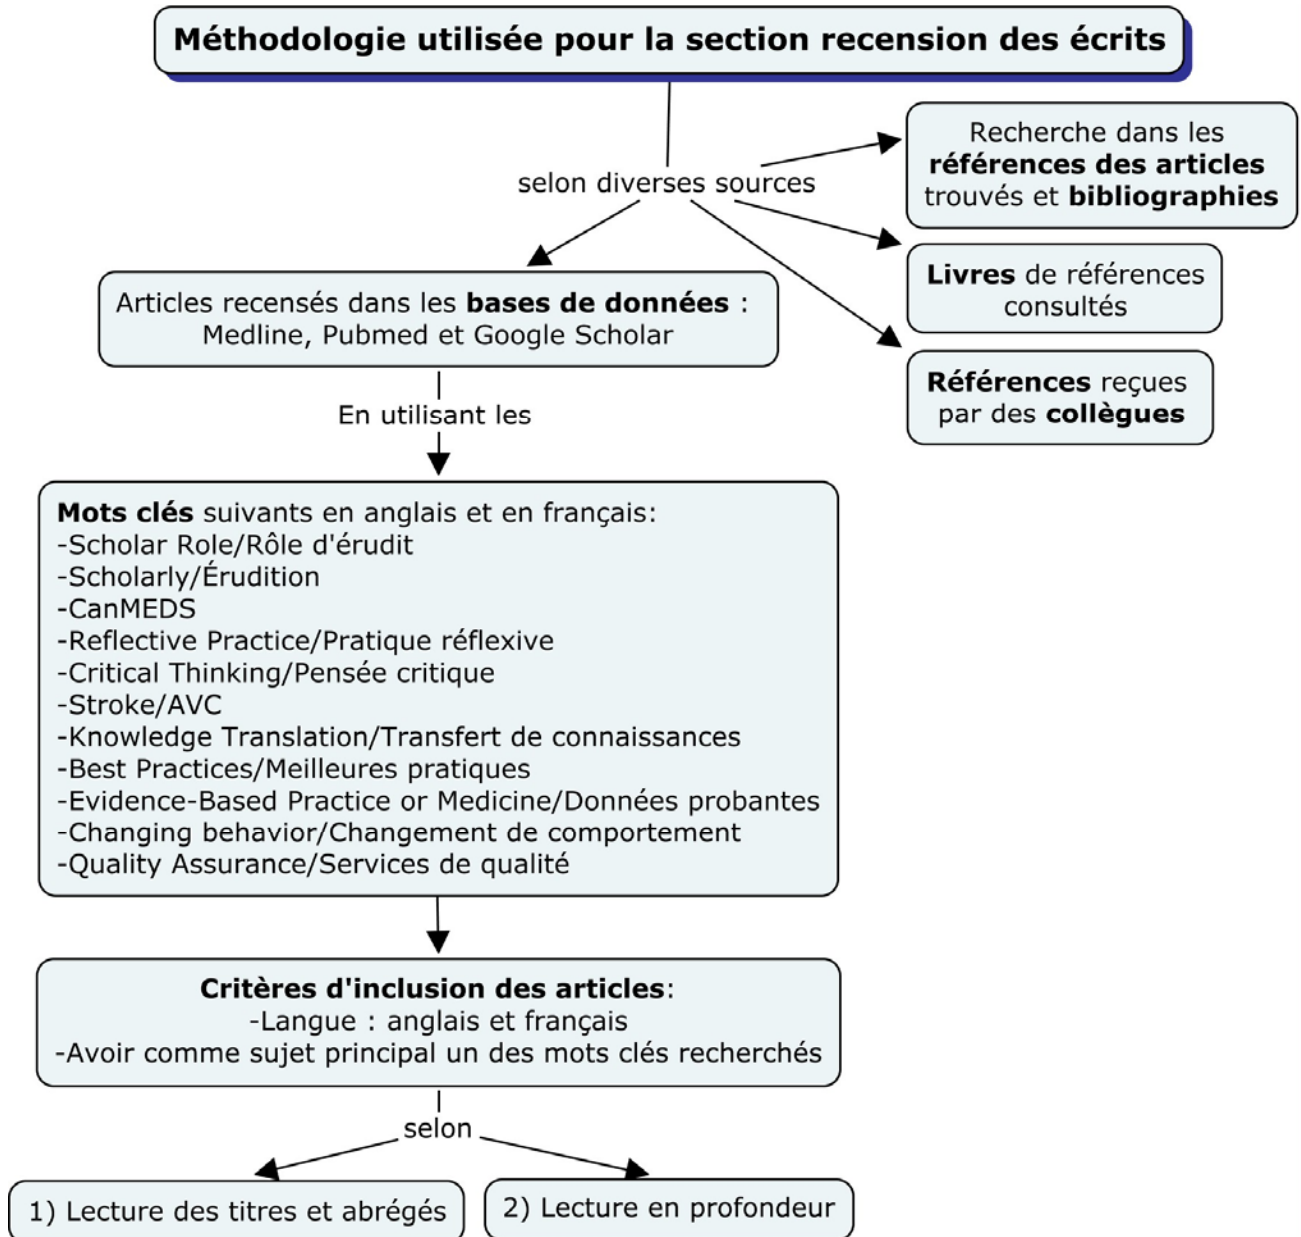 Méthodologie utilisée pour la section recension des écrits
selon diverses sources
Recherche dans les
références des articles
trouvés et bibliographies
Livres de références
consultés
Références reçues
par des collègues
Articles recensés dans les bases de données :
Medline, Pubmed et Google Scholar
En utilisant les
Mots clés suivants en anglais et en français:
-Scholar Role/Rôle d'érudit
-Scholarly/Érudition
-CanMEDS
-Reflective Practice/Pratique réflexive
-Critical Thinking/Pensée critique
-Stroke/AVC
-Knowledge Translation/Transfert de connaissances
-Best Practices/Meilleures pratiques
-Evidence-Based Practice or Medicine/Données probantes
-Changing behavior/Changement de comportement
-Quality Assurance/Services de qualité
Critères d'inclusion des articles:
-Langue : anglais et français
-Avoir comme sujet principal un des mots clés recherchés
selon
1) Lecture des titres et abrégés
2) Lecture en profondeur